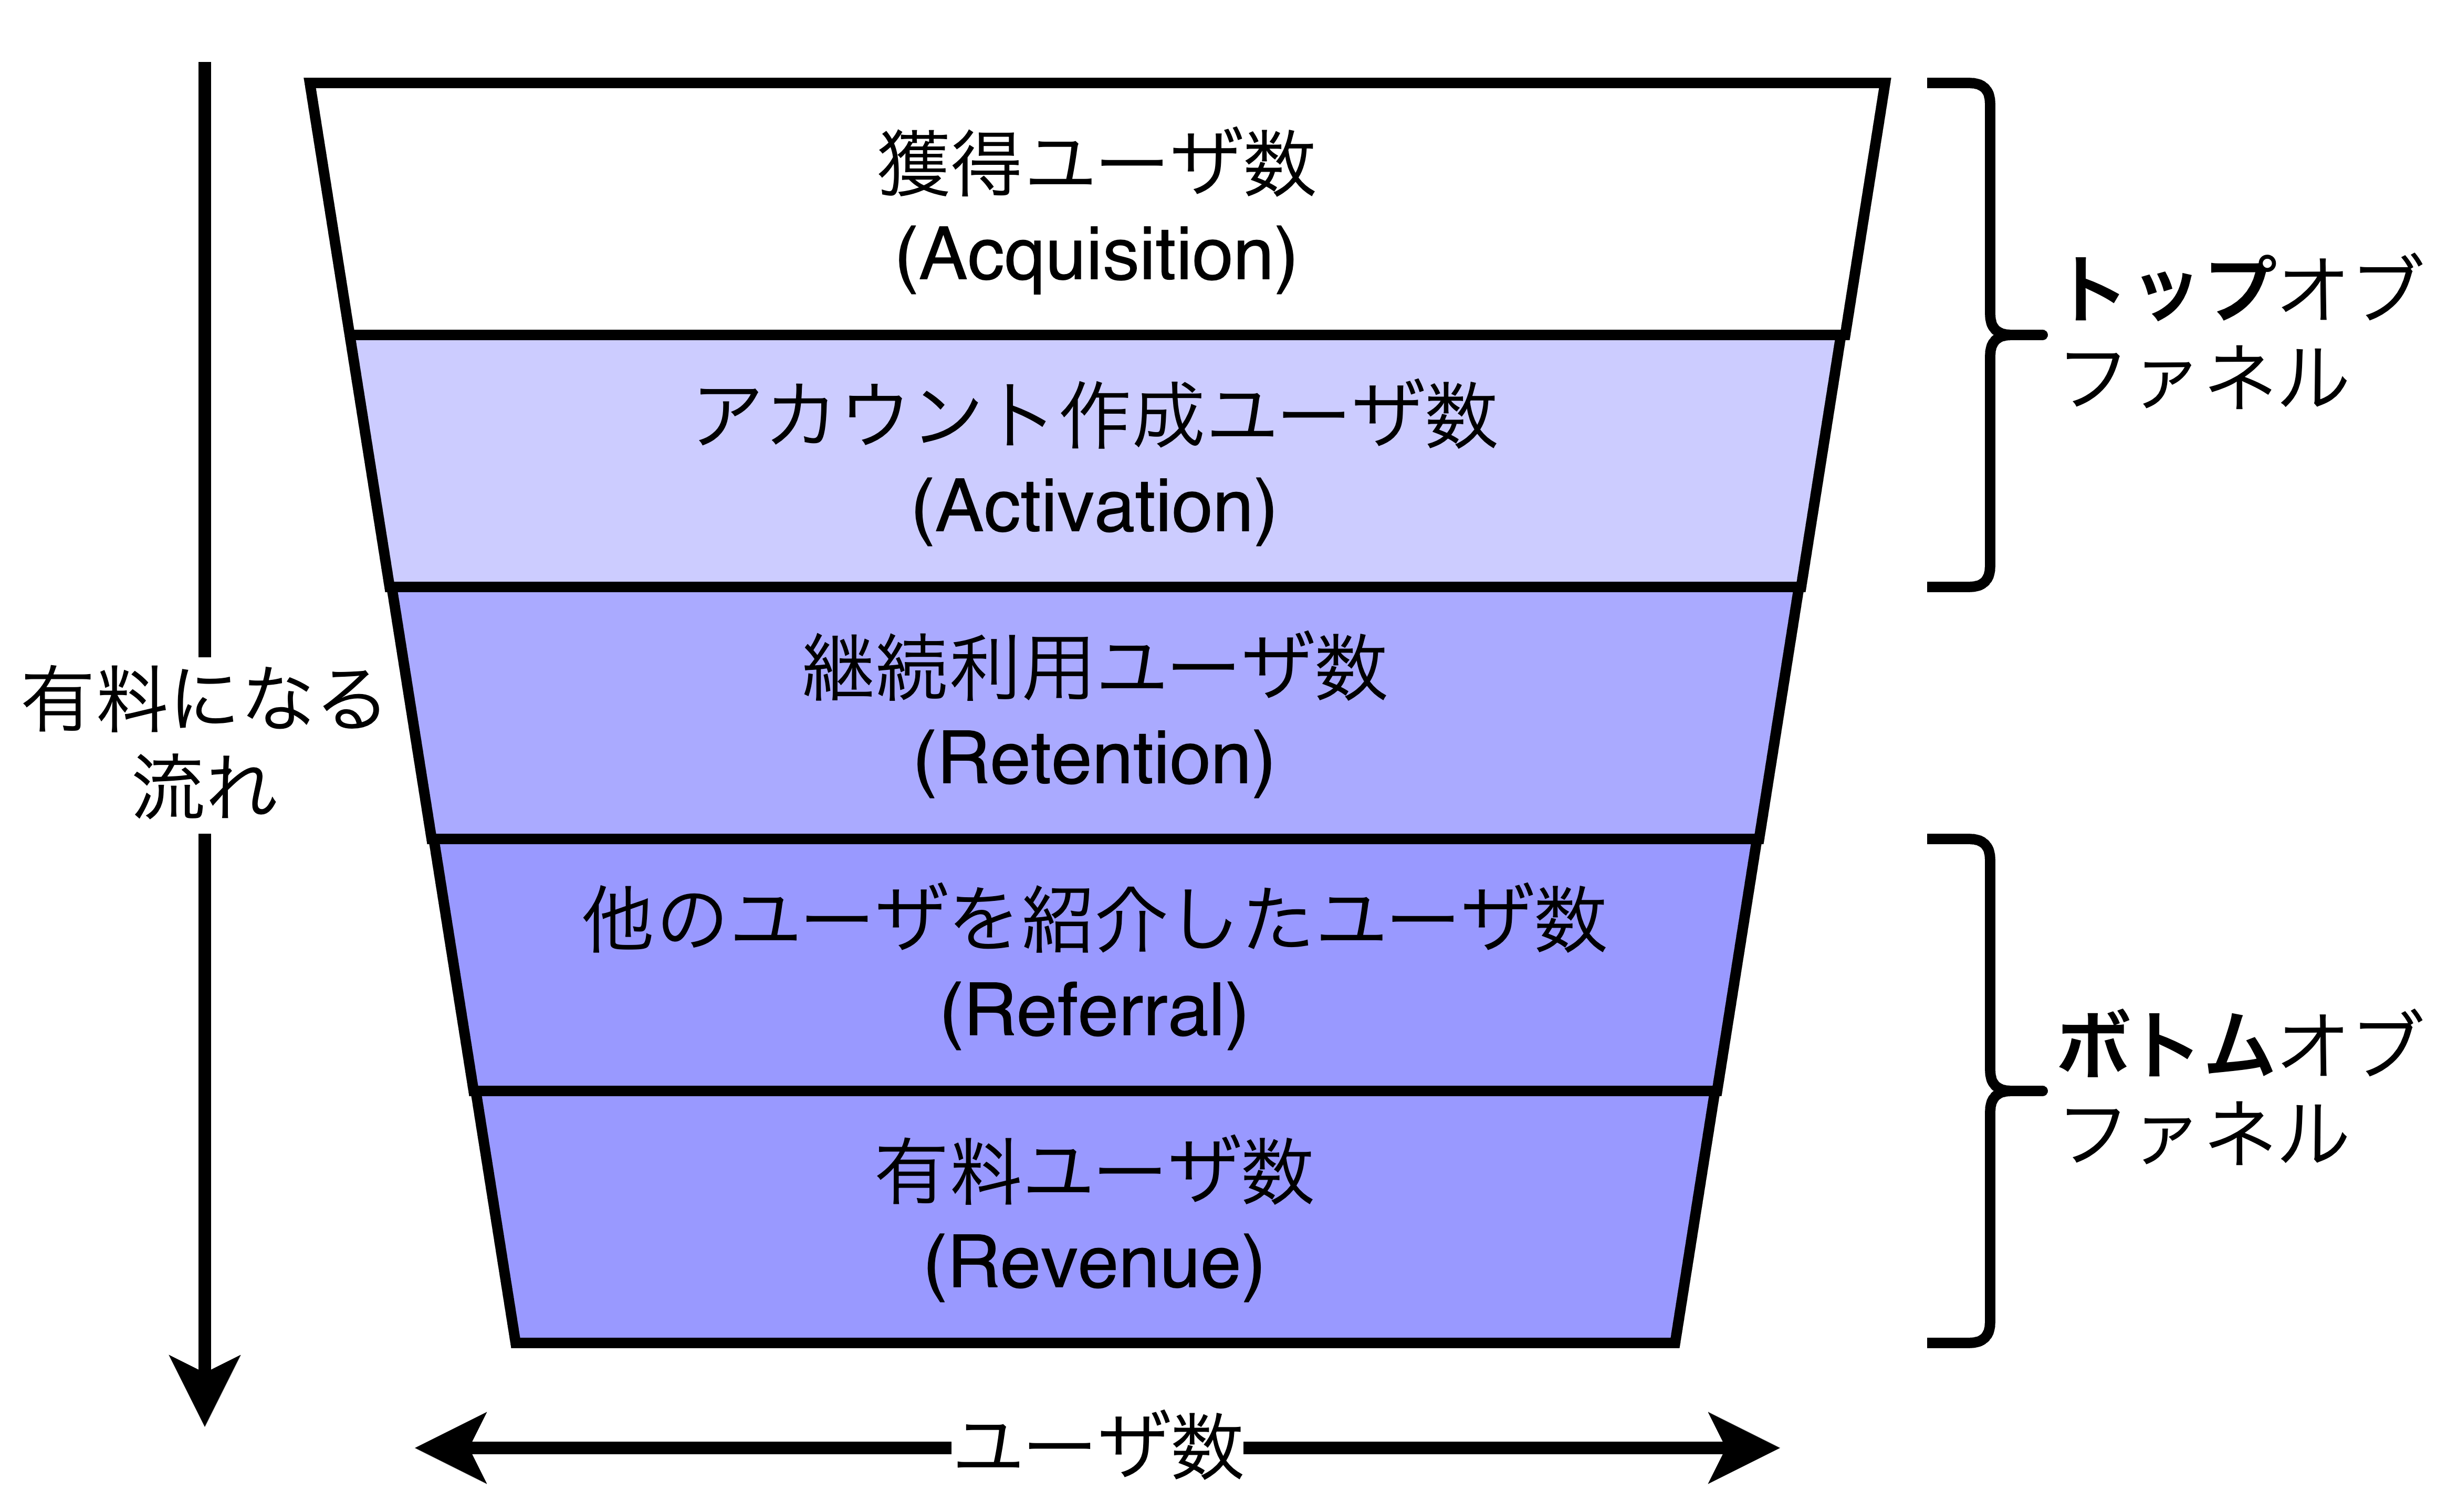 獲得ユーザ数
(Acquisition)
アカウント作成ユーザ数
(Activation)
継続利用ユーザ数
(Retention)
他のユーザを紹介したユーザ数
(Referral)
有料ユーザ数
(Revenue)
有料になる
流れ
トップオブ
ファネル
ボトムオブ
ファネル
ユーザ数